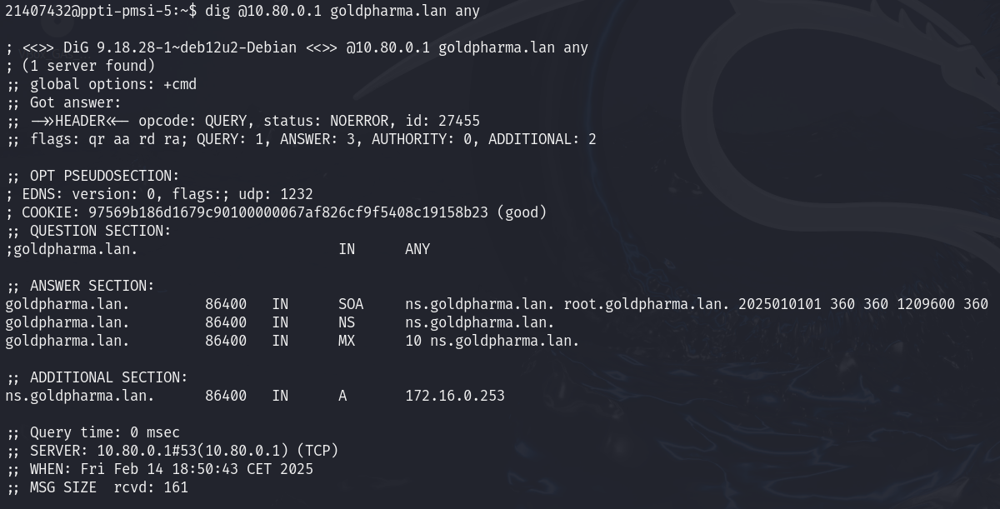 21407432@ppti-pmsi-5:~$ dig @10.80.0.1 goldpharma.lan any

; <<>> DiG 9.18.28-1~deb12u2-Debian <<>> @10.80.0.1 goldpharma.lan any
; (1 server found)
;; global options: +cmd
;; Got answer:
;; ->>HEADER<<- opcode: QUERY, status: NOERROR, id: 27455
;; flags: qr aa rd ra; QUERY: 1, ANSWER: 3, AUTHORITY: 0, ADDITIONAL: 2

;; OPT PSEUDOSECTION:
; EDNS: version: 0, flags:; udp: 1232
; COOKIE: 97569b186d1679c90100000067af826cf9f5408c19158b23 (good)
;; QUESTION SECTION:
;goldpharma.lan.			IN	ANY

;; ANSWER SECTION:
goldpharma.lan.		86400	IN	SOA	ns.goldpharma.lan. root.goldpharma.lan. 2025010101 360 360 1209600 360
goldpharma.lan.		86400	IN	NS	ns.goldpharma.lan.
goldpharma.lan.		86400	IN	MX	10 ns.goldpharma.lan.

;; ADDITIONAL SECTION:
ns.goldpharma.lan.	86400	IN	A	172.16.0.253

;; Query time: 0 msec
;; SERVER: 10.80.0.1#53(10.80.0.1) (TCP)
;; WHEN: Fri Feb 14 18:50:43 CET 2025
;; MSG SIZE  rcvd: 161